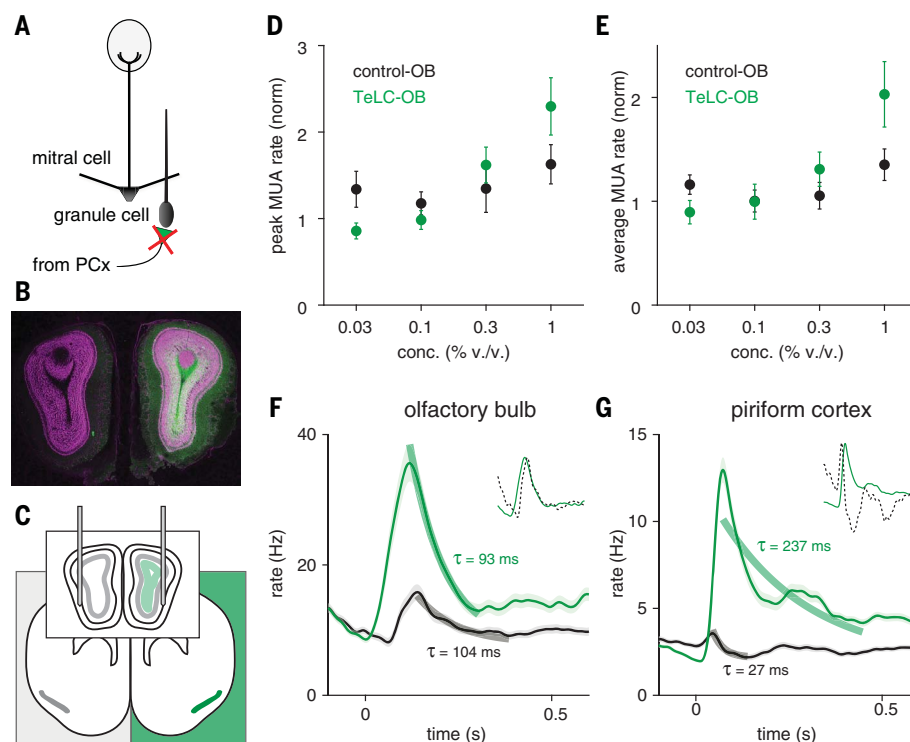 A
mitral cell
granule cell
from PCx
B
C
D
3
2
1
0
peak MUA rate (norm)
control-OB
TeLC-OB
0.03 0.1 0.3 1
conc. (% v./v.)
E
2
1
0
average MUA rate (norm)
control-OB
TeLC-OB
0.03 0.1 0.3 1
conc. (% v./v.)
F
olfactory bulb
40
20
0
rate (Hz)
τ = 93 ms
τ = 104 ms
0 0.5
time (s)
G
piriform cortex
15
10
5
0
rate (Hz)
τ = 237 ms
τ = 27 ms
0 0.5
time (s)